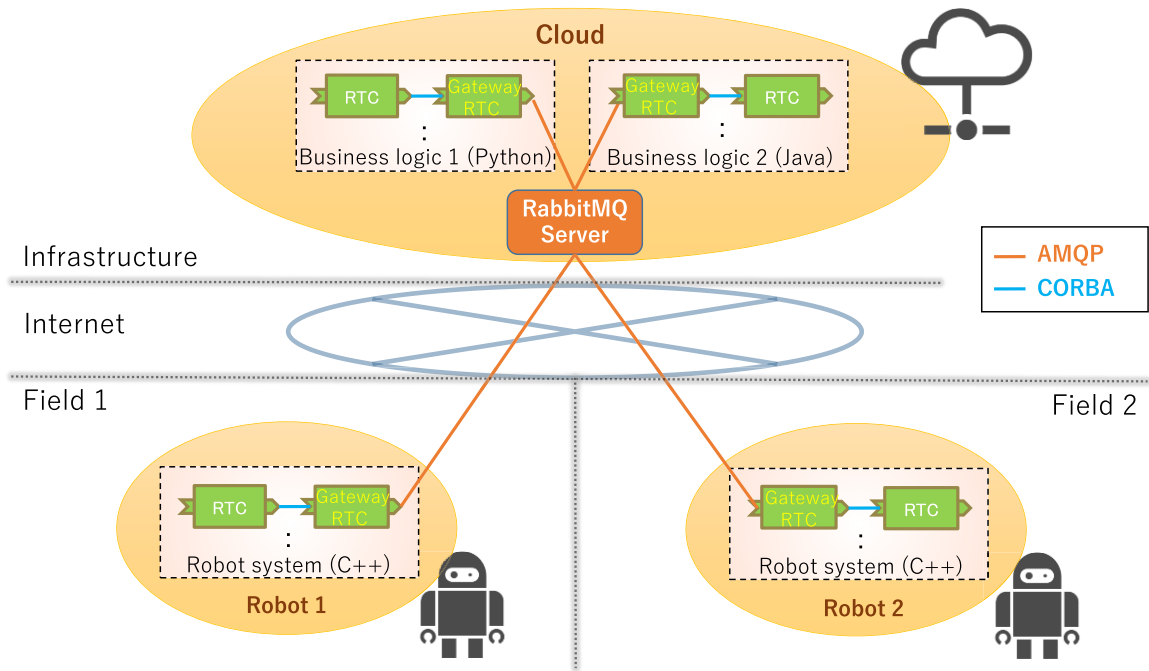 Cloud
RTC
Gateway
RTC
:
Business logic 1 (Python)
Gateway
RTC
RTC
:
Business logic 2 (Java)
RabbitMQ
Server
Infrastructure
AMQP
CORBA
Internet
Field 1
Field 2
RTC
Gateway
RTC
:
Robot system (C++)
Robot 1
Gateway
RTC
RTC
:
Robot system (C++)
Robot 2